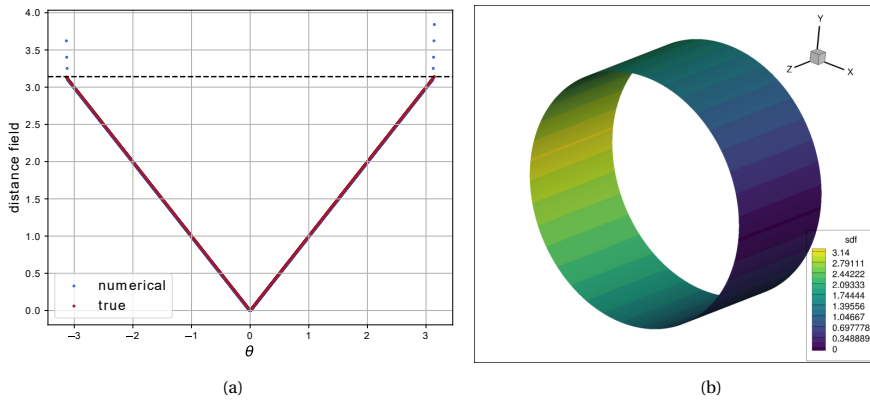 4.0
3.5
3.0
2.5
2.0
1.5
1.0
0.5
0.0
distance field
numerical
true
−3 −2 −1 0 1 2 3
θ
(a)
Y
Z
X
sdf
3.14
2.79111
2.44222
2.09333
1.74444
1.39556
1.04667
0.697778
0.348889
0
(b)